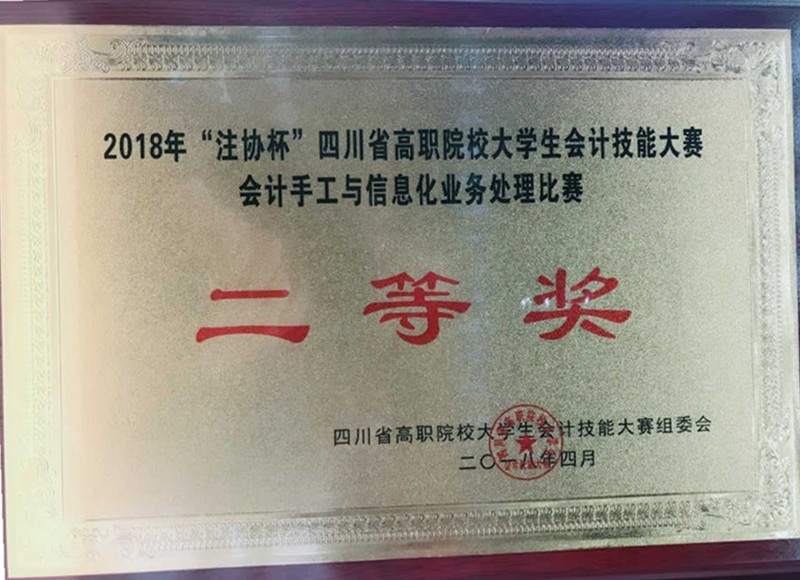 2018年“注协杯”四川省高职院校大学生会计技能大赛
会计手工与信息化业务处理比赛
二等奖
四川省高职院校大学生会计技能大赛组委会
二〇一八年四月